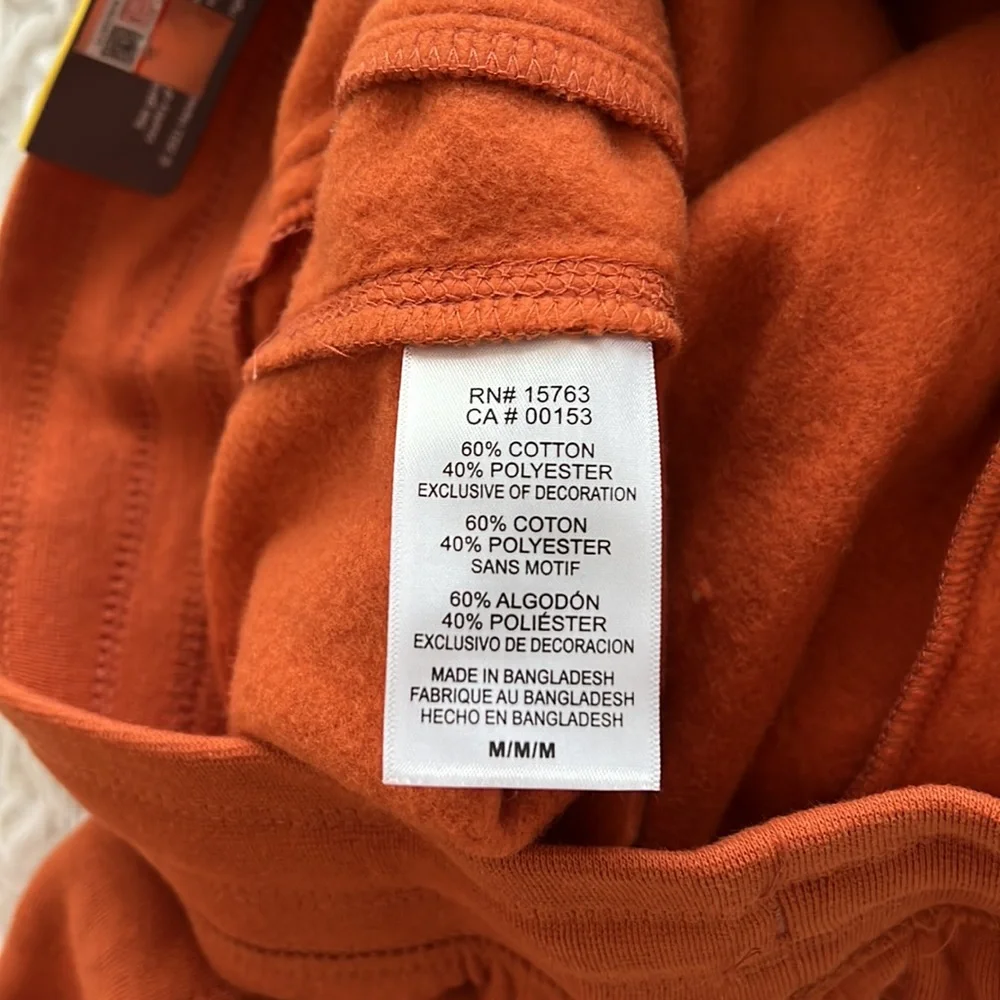 RN# 15763
CA # 00153
60% COTTON
40% POLYESTER
EXCLUSIVE OF DECORATION
60% COTON
40% POLYESTER
SANS MOTIF
60% ALGODÓN
40% POLIÉSTER
EXCLUSIVO DE DECORACION
MADE IN BANGLADESH
FABRIQUE AU BANGLADESH
HECHO EN BANGLADESH
M/M/M